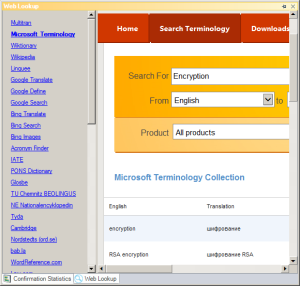 Web Lookup
Multitran
Microsoft Terminology
Wiktionary
Wikipedia
Linguee
Google Translate
Google Define
Google Search
Bing Translate
Bing Search
Bing Images
Acronym Finder
IATE
PONS Dictionary
Glosbe
TU Chemnitz BEOLINGUS
NE Nationalencyklopedin
Tyda
Cambridge
Nordstedts (ord.se)
bab.la
WordReference.com
Home
Search Terminology
Downloads
Search For Encryption
From English to
Product All products
Microsoft Terminology Collection
English Translation
encryption шифрование
RSA encryption шифрование RSA
Confirmation Statistics Web Lookup